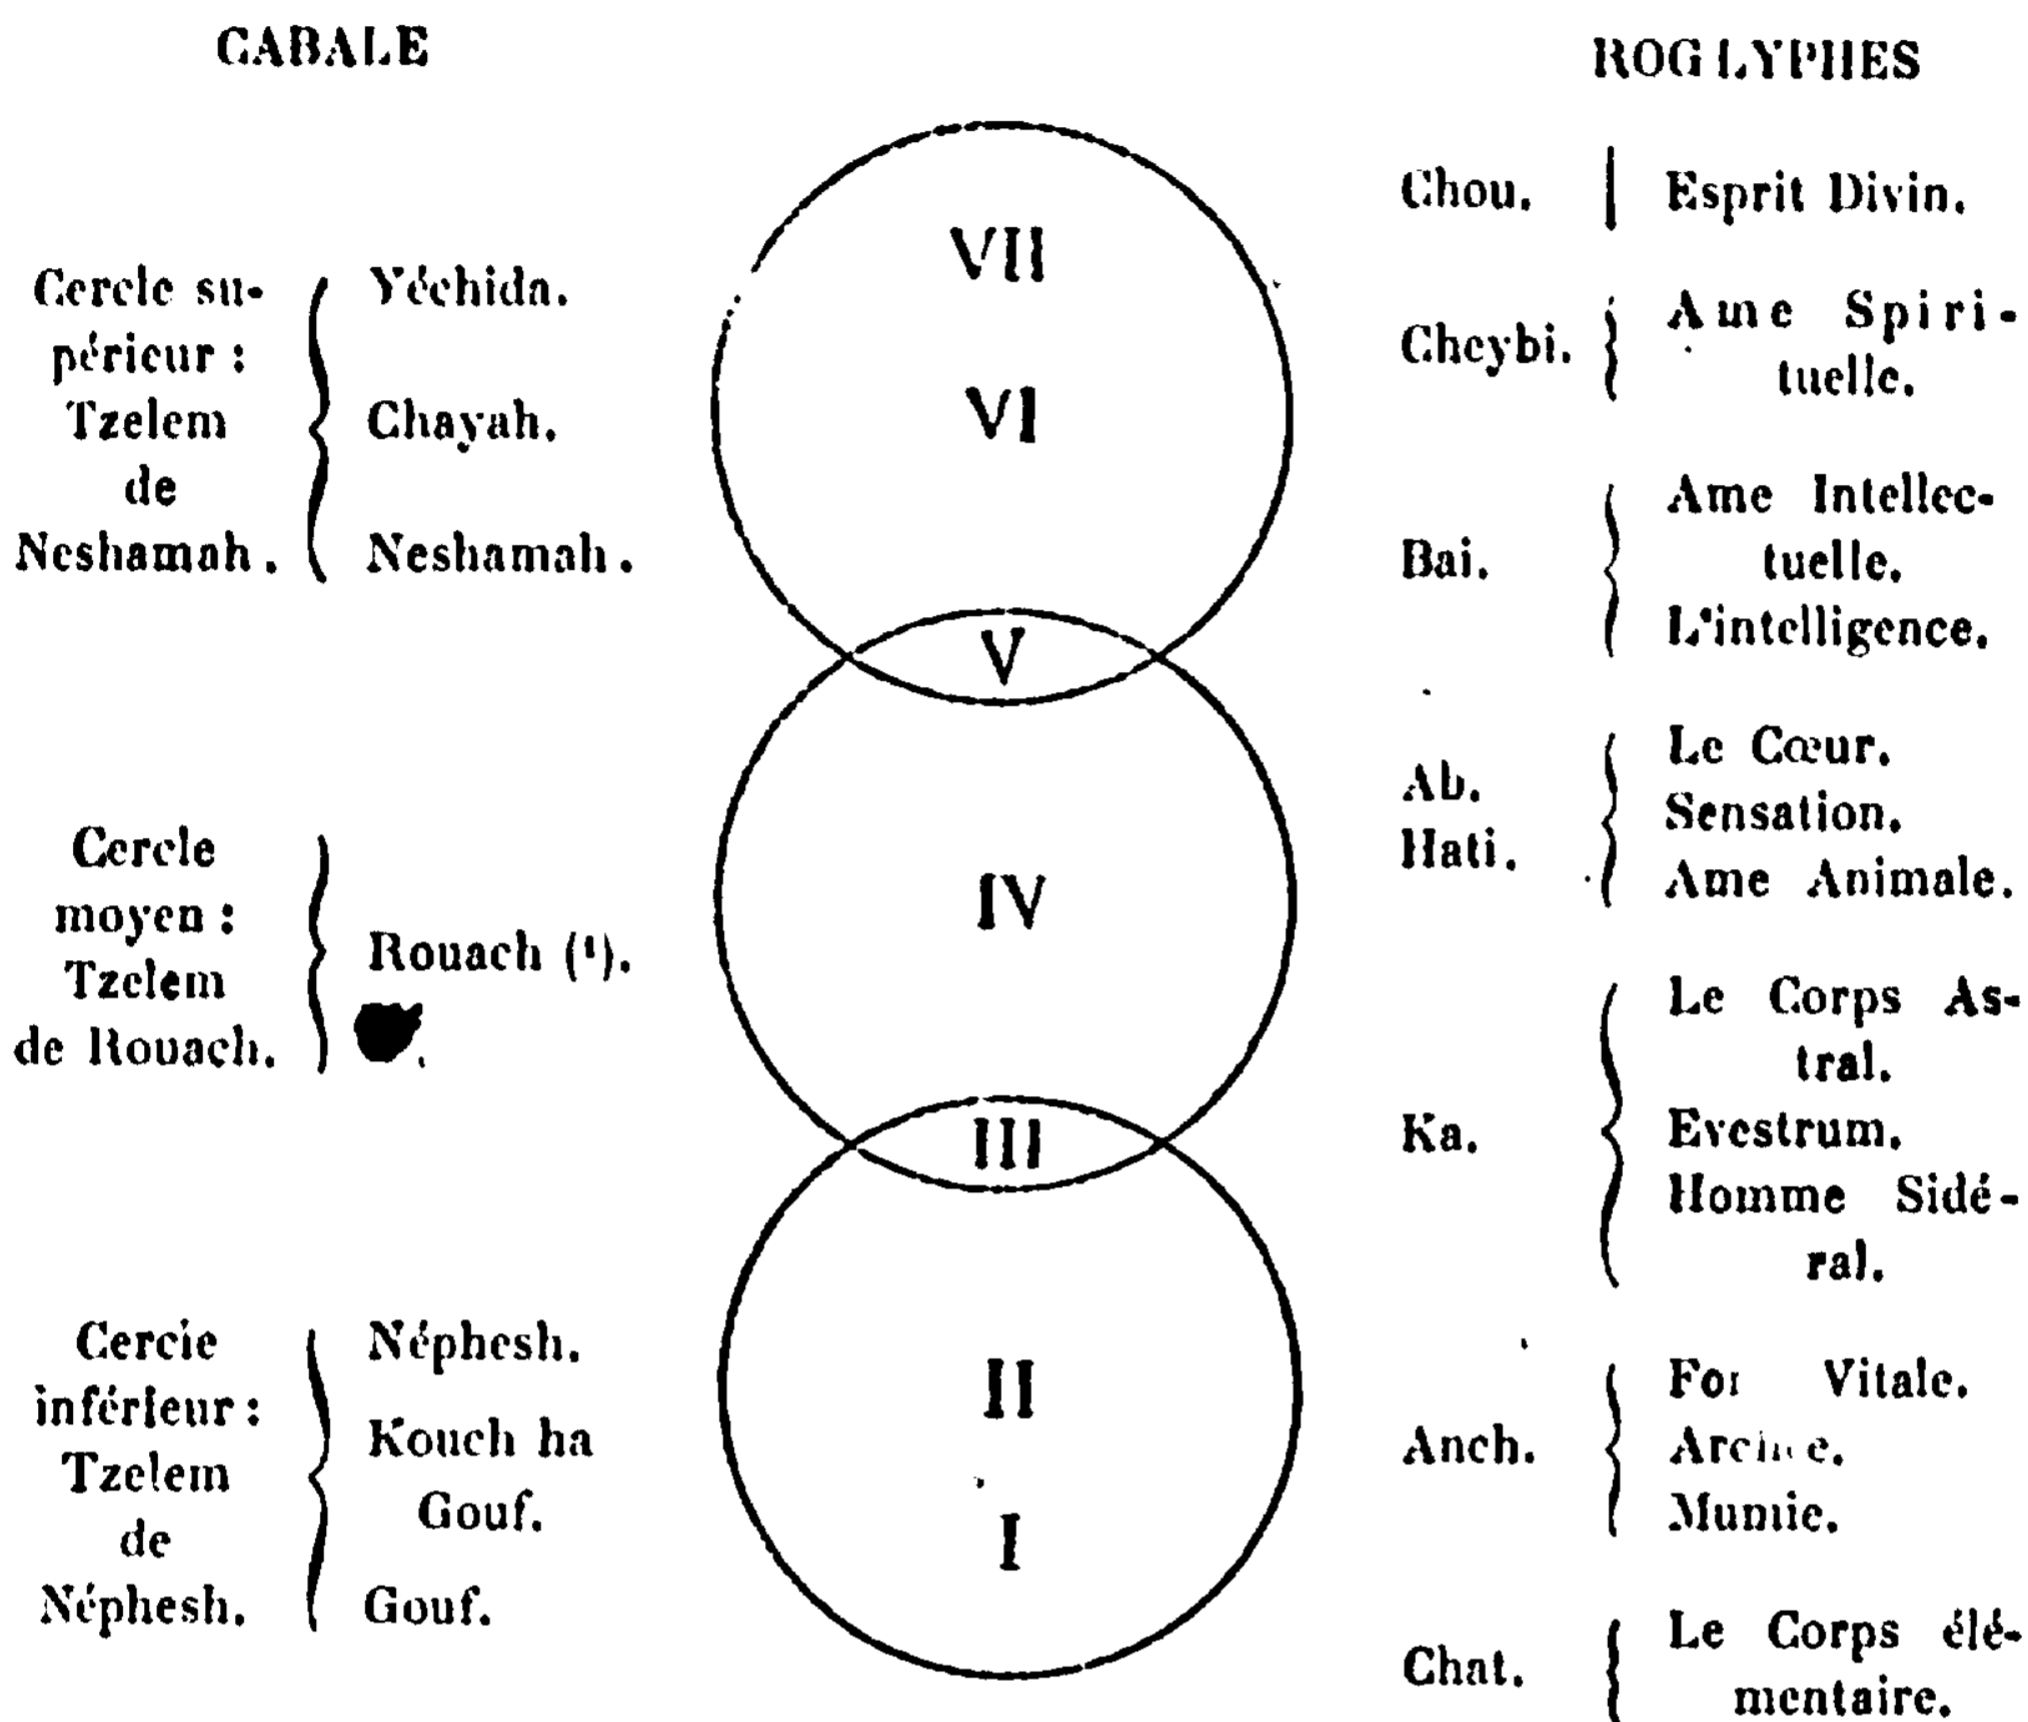 CABALE
Cercle su-
périeur :
Tzelem
de
Neshamah.
Yéchida.
Chayah.
Neshamah.
Cercle
moyen :
Tzelem
de Rouach.
Rouach (1).
Cercle
inférieur :
Tzelem
de
Néphesh.
Néphesh.
Kouch ha
Gouf.
Gouf.
VII
VI
V
IV
III
II
I
ROGLYPHES
Chou.
Esprit Divin.
Cheybi.
Ame Spiri-
tuelle.
Bai.
Ame Intellec-
tuelle.
L'intelligence.
Ab.
Hati.
Le Cœur.
Sensation.
Ame Animale.
Ka.
Le Corps As-
tral.
Evestrum.
Homme Sidé-
ral.
Anch.
Vitale.
Mumie.
Chat.
Le Corps élé-
mentaire.